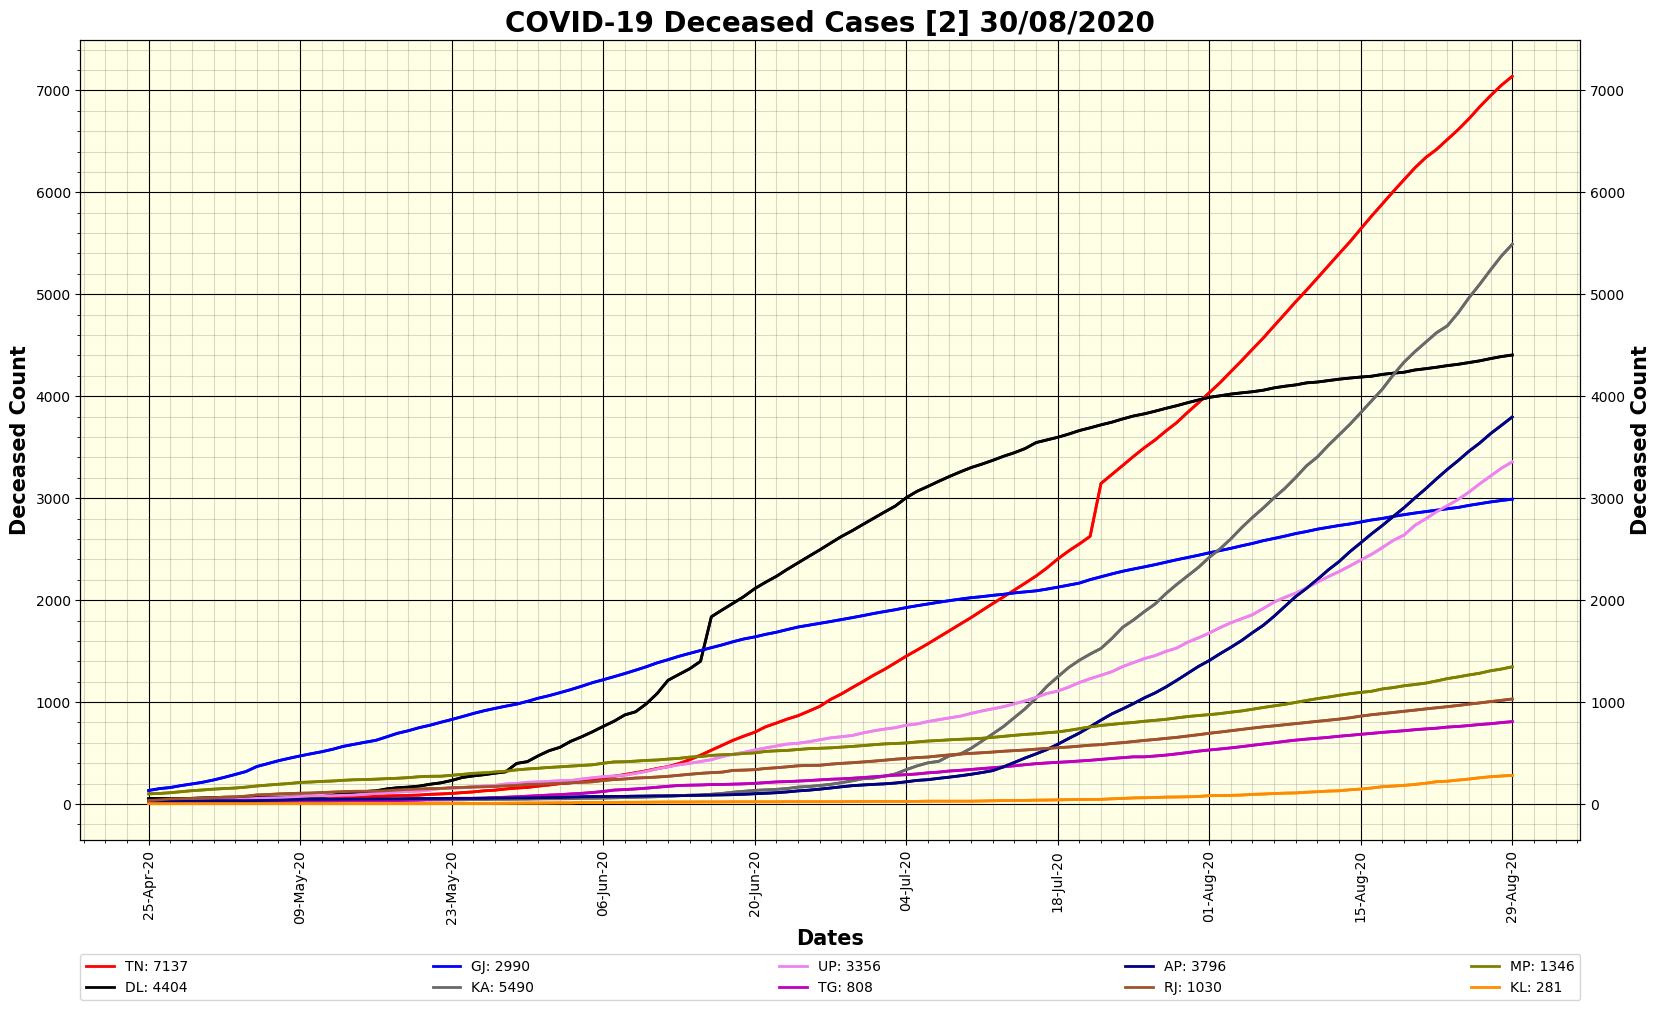 COVID-19 Deceased Cases [2] 30/08/2020
Deceased Count
7000
6000
5000
4000
3000
2000
1000
0
7000
6000
5000
4000
3000
2000
1000
0
Deceased Count
25-Apr-20
09-May-20
23-May-20
06-Jun-20
20-Jun-20
04-Jul-20
18-Jul-20
01-Aug-20
15-Aug-20
29-Aug-20
Dates
TN: 7137 GJ: 2990 UP: 3356 AP: 3796 MP: 1346
DL: 4404 KA: 5490 TG: 808 RJ: 1030 KL: 281